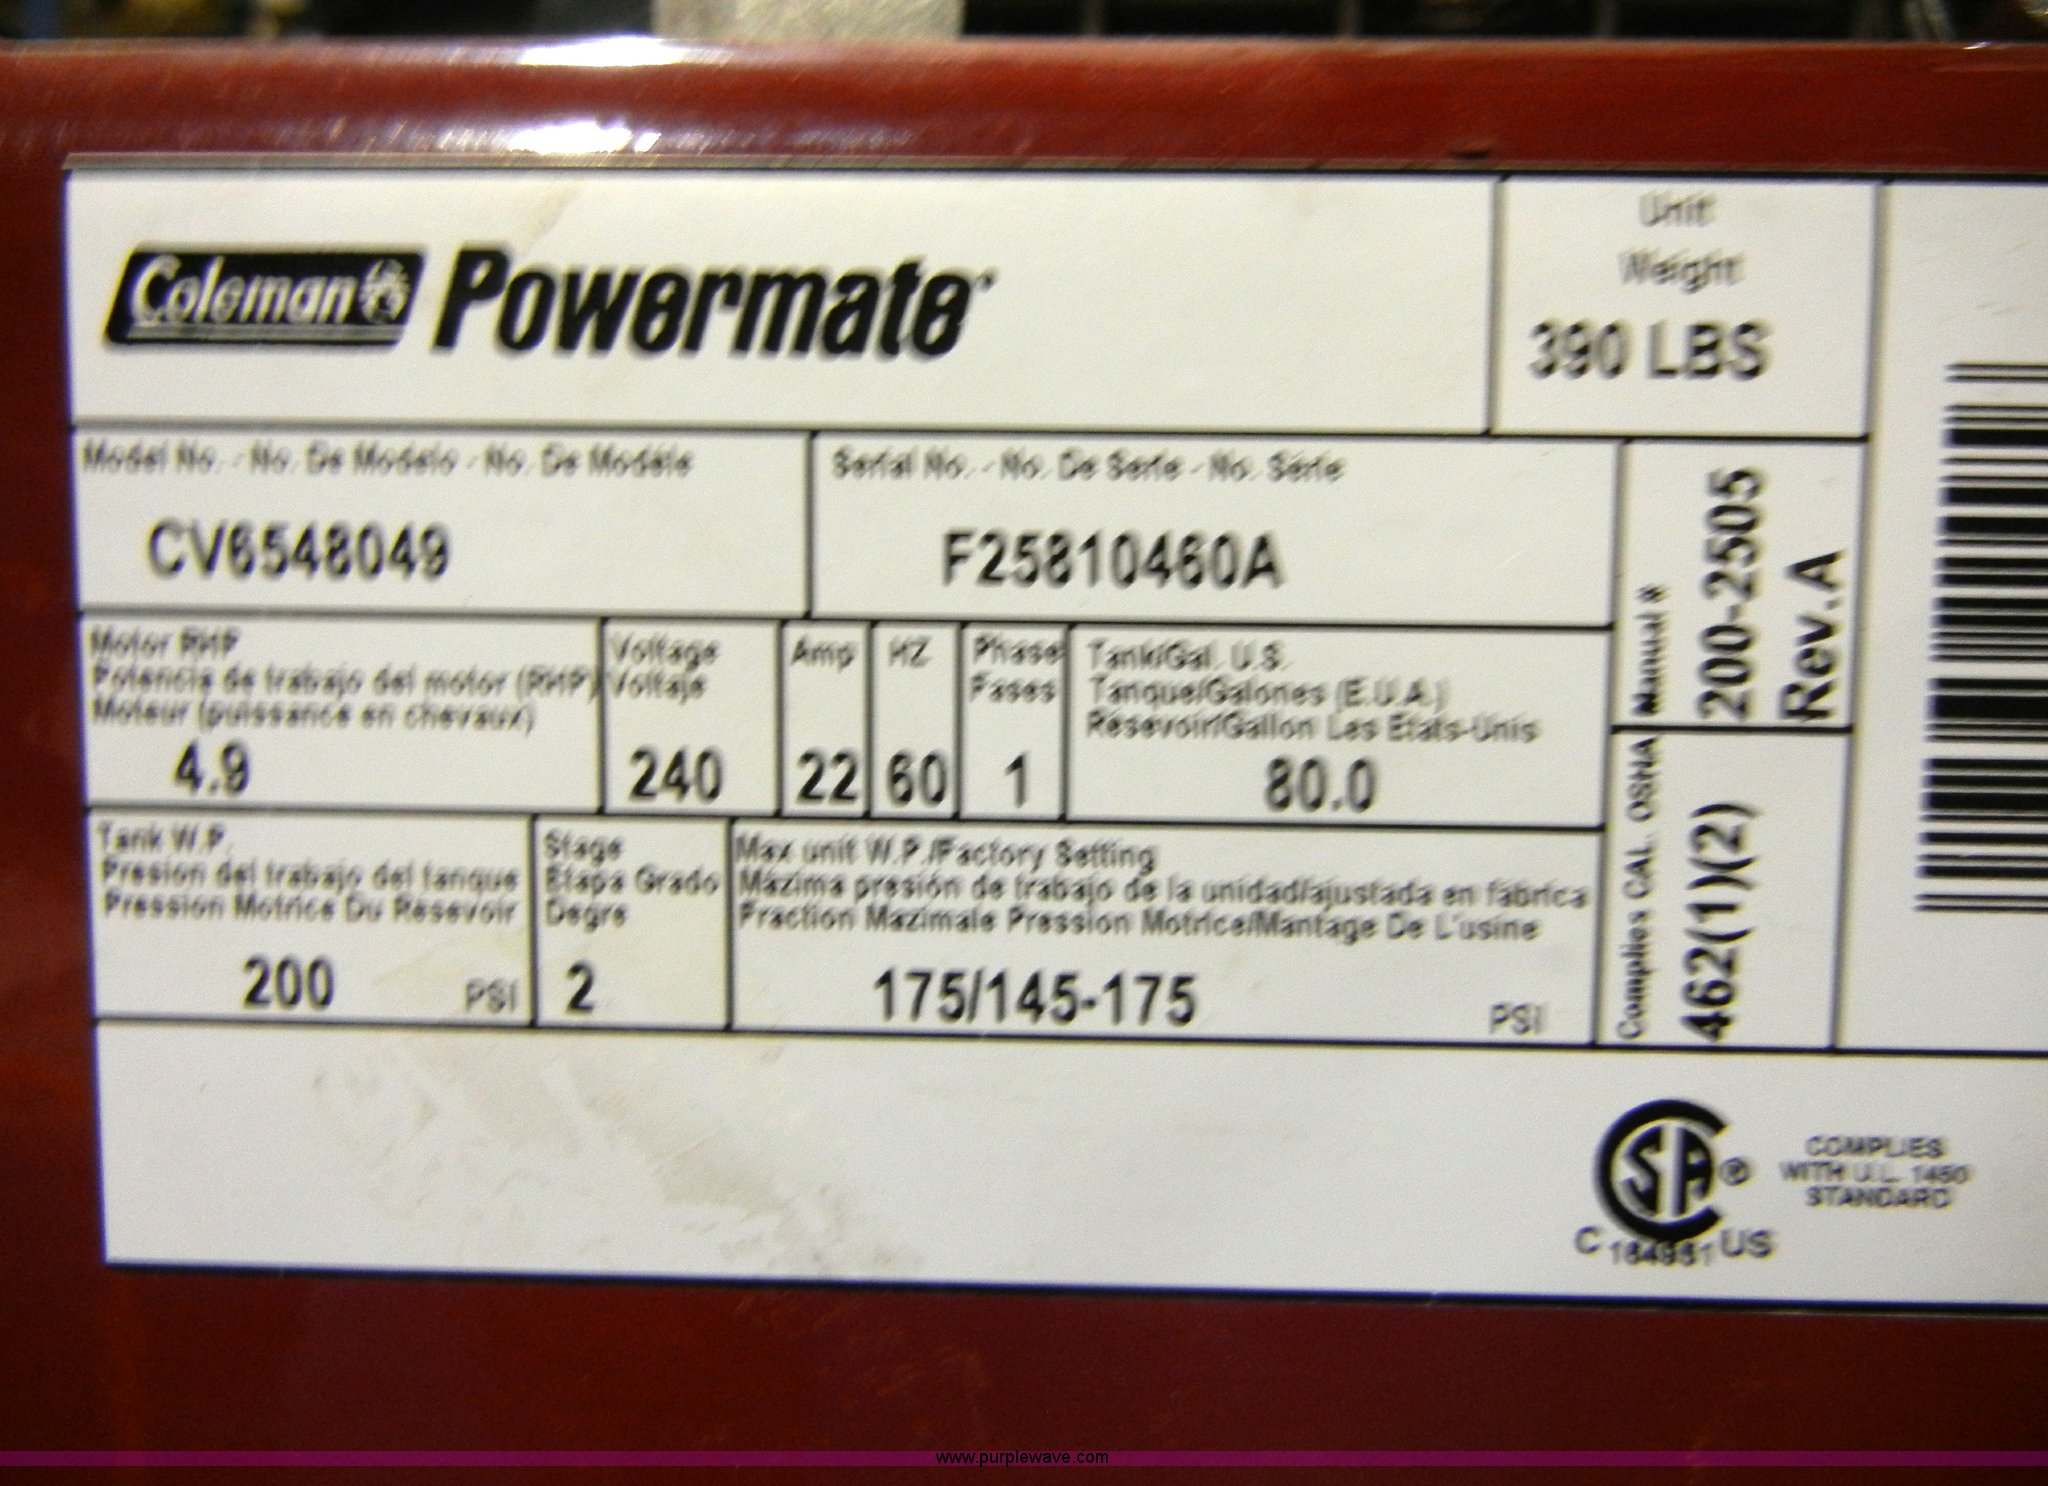 Coleman Powermate
Unit
Weight
390 LBS
Model No. - No. De Modelo - No. De Modèle
CV6548049
Serial No. - No. De Serie - No. Série
F25810460A
Manual #
200-2505
Rev.A
Motor RHP
Potencia de trabajo del motor (RHP)
Moteur (puissance en chevaux)
4.9
Voltage
Voltaje
240
Amp
22
HZ
60
Phase
Fases
1
Tank/Gal. U.S.
Tanque/Galones (E.U.A.)
Résevoir/Gallon Les Etats-Unis
80.0
Tank W.P.
Presion del trabajo del tanque
Pression Motrice Du Résevoir
200 PSI
Stage
Etapa Grado
Degre
2
Max unit W.P./Factory Setting
Mázima presión de trabajo de la unidad/ajustada en fábrica
Fraction Mazimale Pression Motrice/Mantage De L'usine
175/145-175 PSI
Complies CAL. OSHA
462(1)(2)
CSA ®
C 184951 US
COMPLIES
WITH U.L. 1450
STANDARD
www.purplewave.com